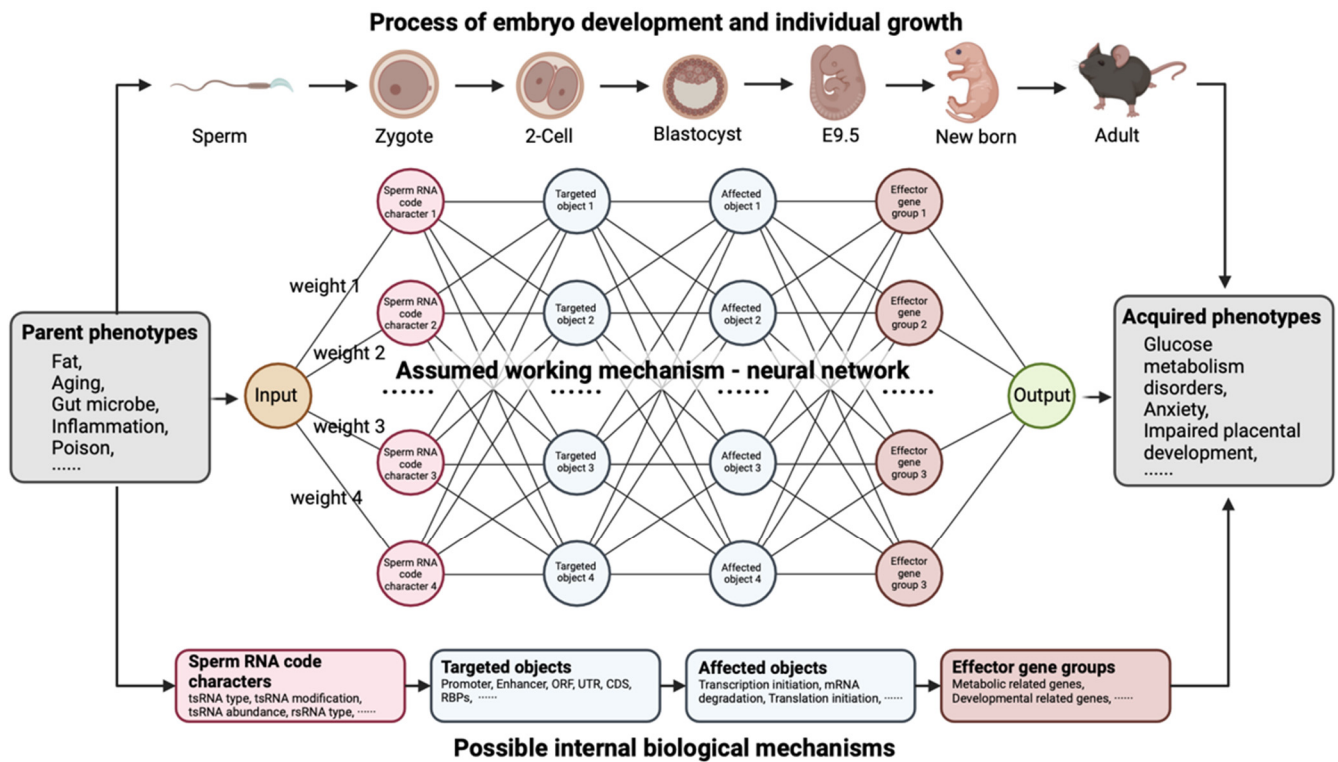 Process of embryo development and individual growth
Sperm
Zygote
2-Cell
Blastocyst
E9.5
New born
Adult
Parent phenotypes
Fat,
Aging,
Gut microbe,
Inflammation,
Poison,
......
Input
weight 1
weight 2
weight 3
weight 4
Sperm RNA
code
character 1
Targeted
object 1
Affected
object 1
Effector
gene
group 1
Sperm RNA
code
character 2
Targeted
object 2
Affected
object 2
Effector
gene
group 2
Assumed working mechanism - neural network
...... ...... ...... ......
Sperm RNA
code
character 3
Targeted
object 3
Affected
object 3
Effector
gene
group 3
Sperm RNA
code
character 4
Targeted
object 4
Affected
object 4
Effector
gene
group 3
Output
Acquired phenotypes
Glucose
metabolism
disorders,
Anxiety,
Impaired placental
development,
......
Sperm RNA code
characters
tsRNA type, tsRNA modification,
tsRNA abundance, rsRNA type, ......
Targeted objects
Promoter, Enhancer, ORF, UTR, CDS,
RBPs, ......
Affected objects
Transcription initiation, mRNA
degradation, Translation initiation, ......
Effector gene groups
Metabolic related genes,
Developmental related genes, ......
Possible internal biological mechanisms